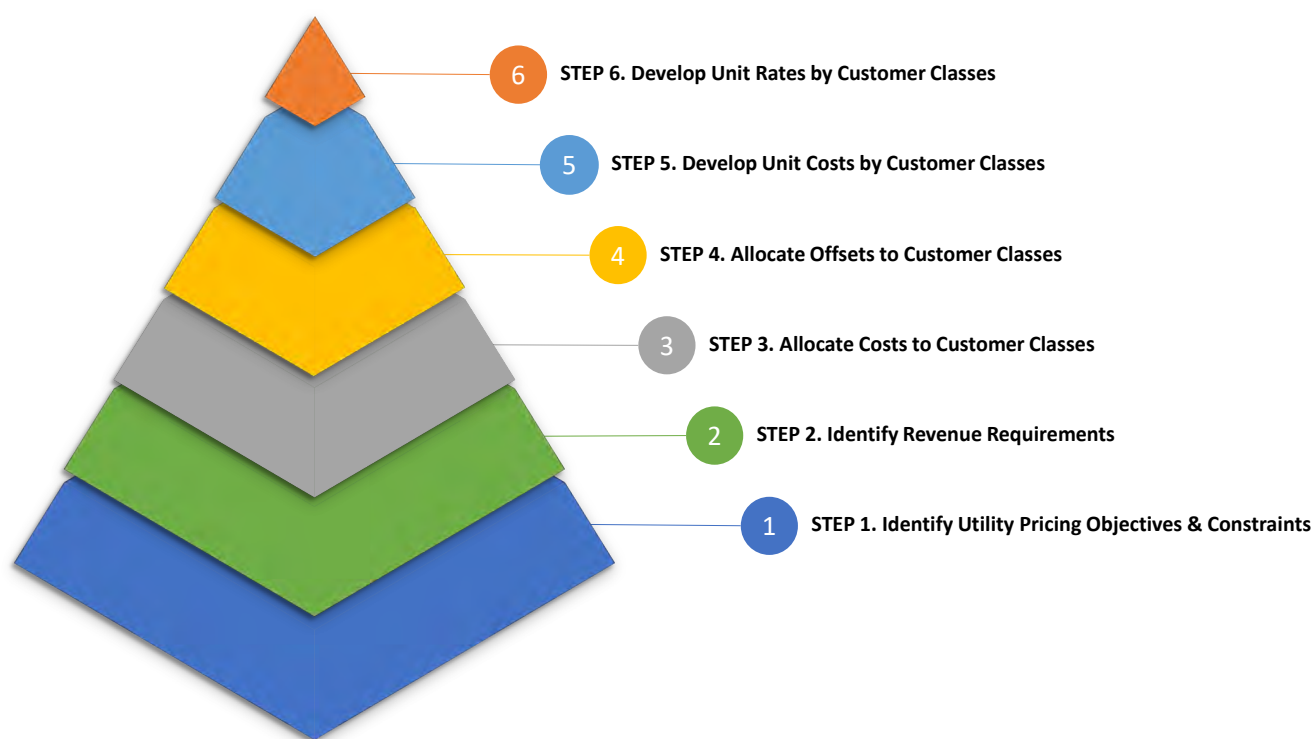 6 STEP 6. Develop Unit Rates by Customer Classes
5 STEP 5. Develop Unit Costs by Customer Classes
4 STEP 4. Allocate Offsets to Customer Classes
3 STEP 3. Allocate Costs to Customer Classes
2 STEP 2. Identify Revenue Requirements
1 STEP 1. Identify Utility Pricing Objectives & Constraints